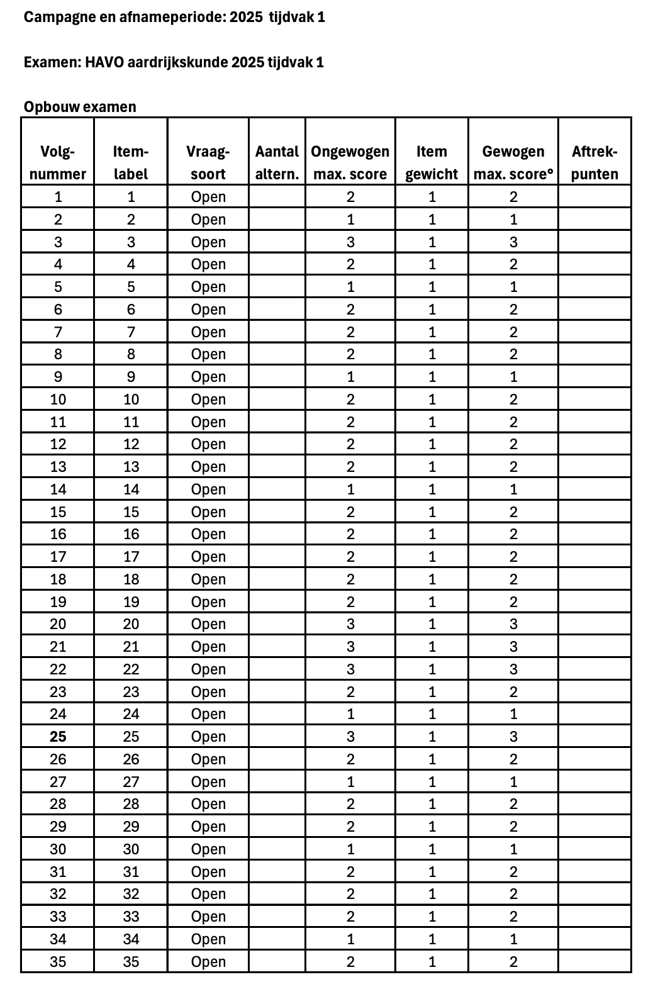 Campagne en afnameperiode: 2025  tijdvak 1
Examen: HAVO aardrijkskunde 2025 tijdvak 1
Opbouw examen
Volg-nummer Item-label Vraag-soort Aantal altern. Ongewogen max. score Item gewicht Gewogen max. score° Aftrek-punten
1 1 Open 2 1 2
2 2 Open 1 1 1
3 3 Open 3 1 3
4 4 Open 2 1 2
5 5 Open 1 1 1
6 6 Open 2 1 2
7 7 Open 2 1 2
8 8 Open 2 1 2
9 9 Open 1 1 1
10 10 Open 2 1 2
11 11 Open 2 1 2
12 12 Open 2 1 2
13 13 Open 2 1 2
14 14 Open 1 1 1
15 15 Open 2 1 2
16 16 Open 2 1 2
17 17 Open 2 1 2
18 18 Open 2 1 2
19 19 Open 2 1 2
20 20 Open 3 1 3
21 21 Open 3 1 3
22 22 Open 3 1 3
23 23 Open 2 1 2
24 24 Open 1 1 1
25 25 Open 3 1 3
26 26 Open 2 1 2
27 27 Open 1 1 1
28 28 Open 2 1 2
29 29 Open 2 1 2
30 30 Open 1 1 1
31 31 Open 2 1 2
32 32 Open 2 1 2
33 33 Open 2 1 2
34 34 Open 1 1 1
35 35 Open 2 1 2